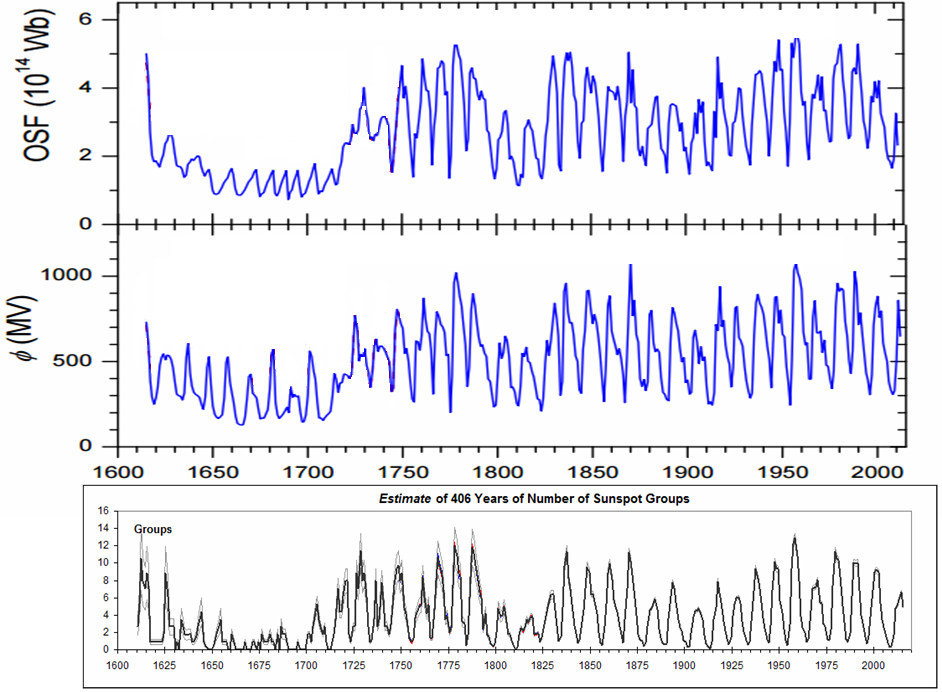 OSF (10¹⁴ Wb)
6
4
2
0
ϕ (MV)
1000
500
0
1600 1650 1700 1750 1800 1850 1900 1950 2000
Estimate of 406 Years of Number of Sunspot Groups
Groups
16
14
12
10
8
6
4
2
0
1600 1625 1650 1675 1700 1725 1750 1775 1800 1825 1850 1875 1900 1925 1950 1975 2000